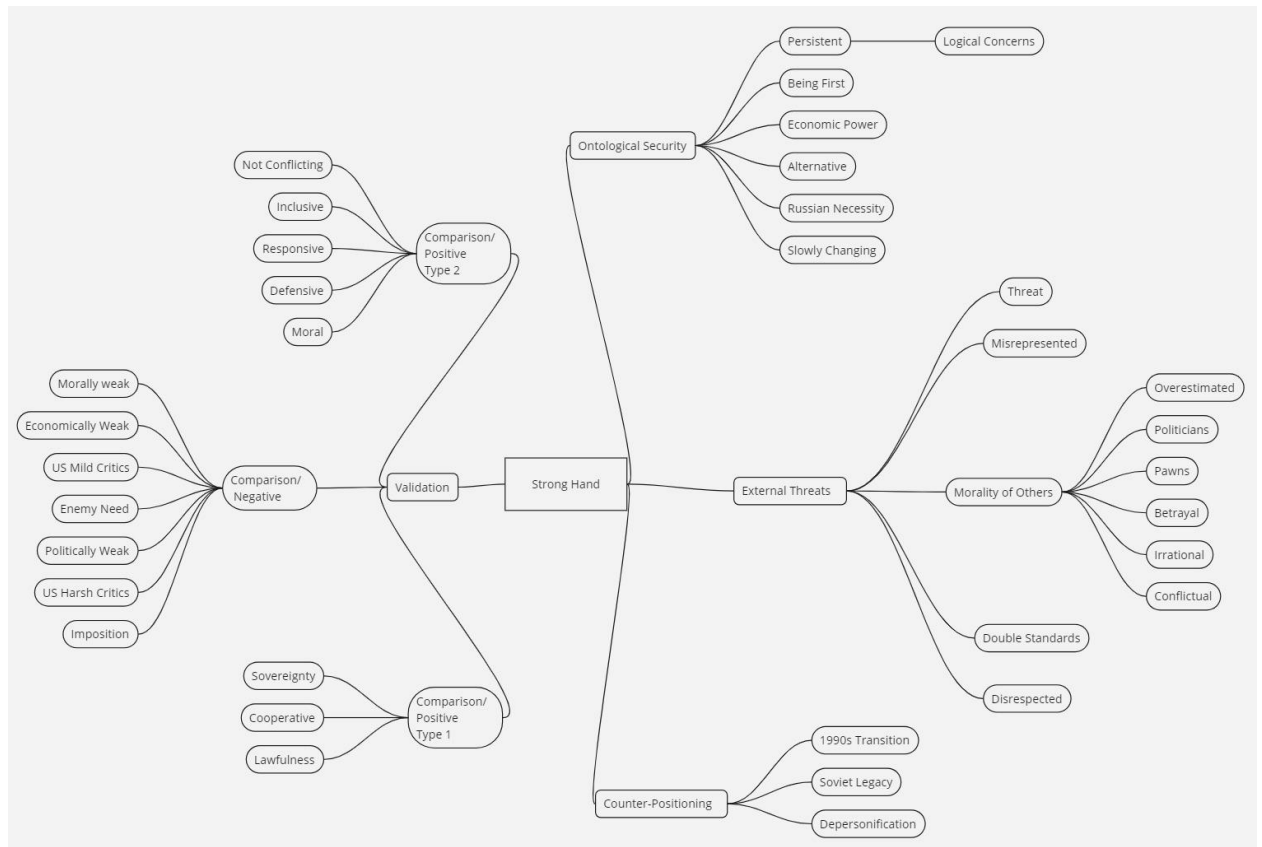 Persistent
Logical Concerns
Being First
Economic Power
Ontological Security
Alternative
Russian Necessity
Slowly Changing
Not Conflicting
Inclusive
Responsive
Defensive
Moral
Comparison/
Positive
Type 2
Threat
Misrepresented
Morally weak
Economically Weak
US Mild Critics
Enemy Need
Politically Weak
US Harsh Critics
Imposition
Comparison/
Negative
Validation
Strong Hand
External Threats
Morality of Others
Overestimated
Politicians
Pawns
Betrayal
Irrational
Conflictual
Double Standards
Disrespected
Sovereignty
Cooperative
Lawfulness
Comparison/
Positive
Type 1
Counter-Positioning
1990s Transition
Soviet Legacy
Depersonification